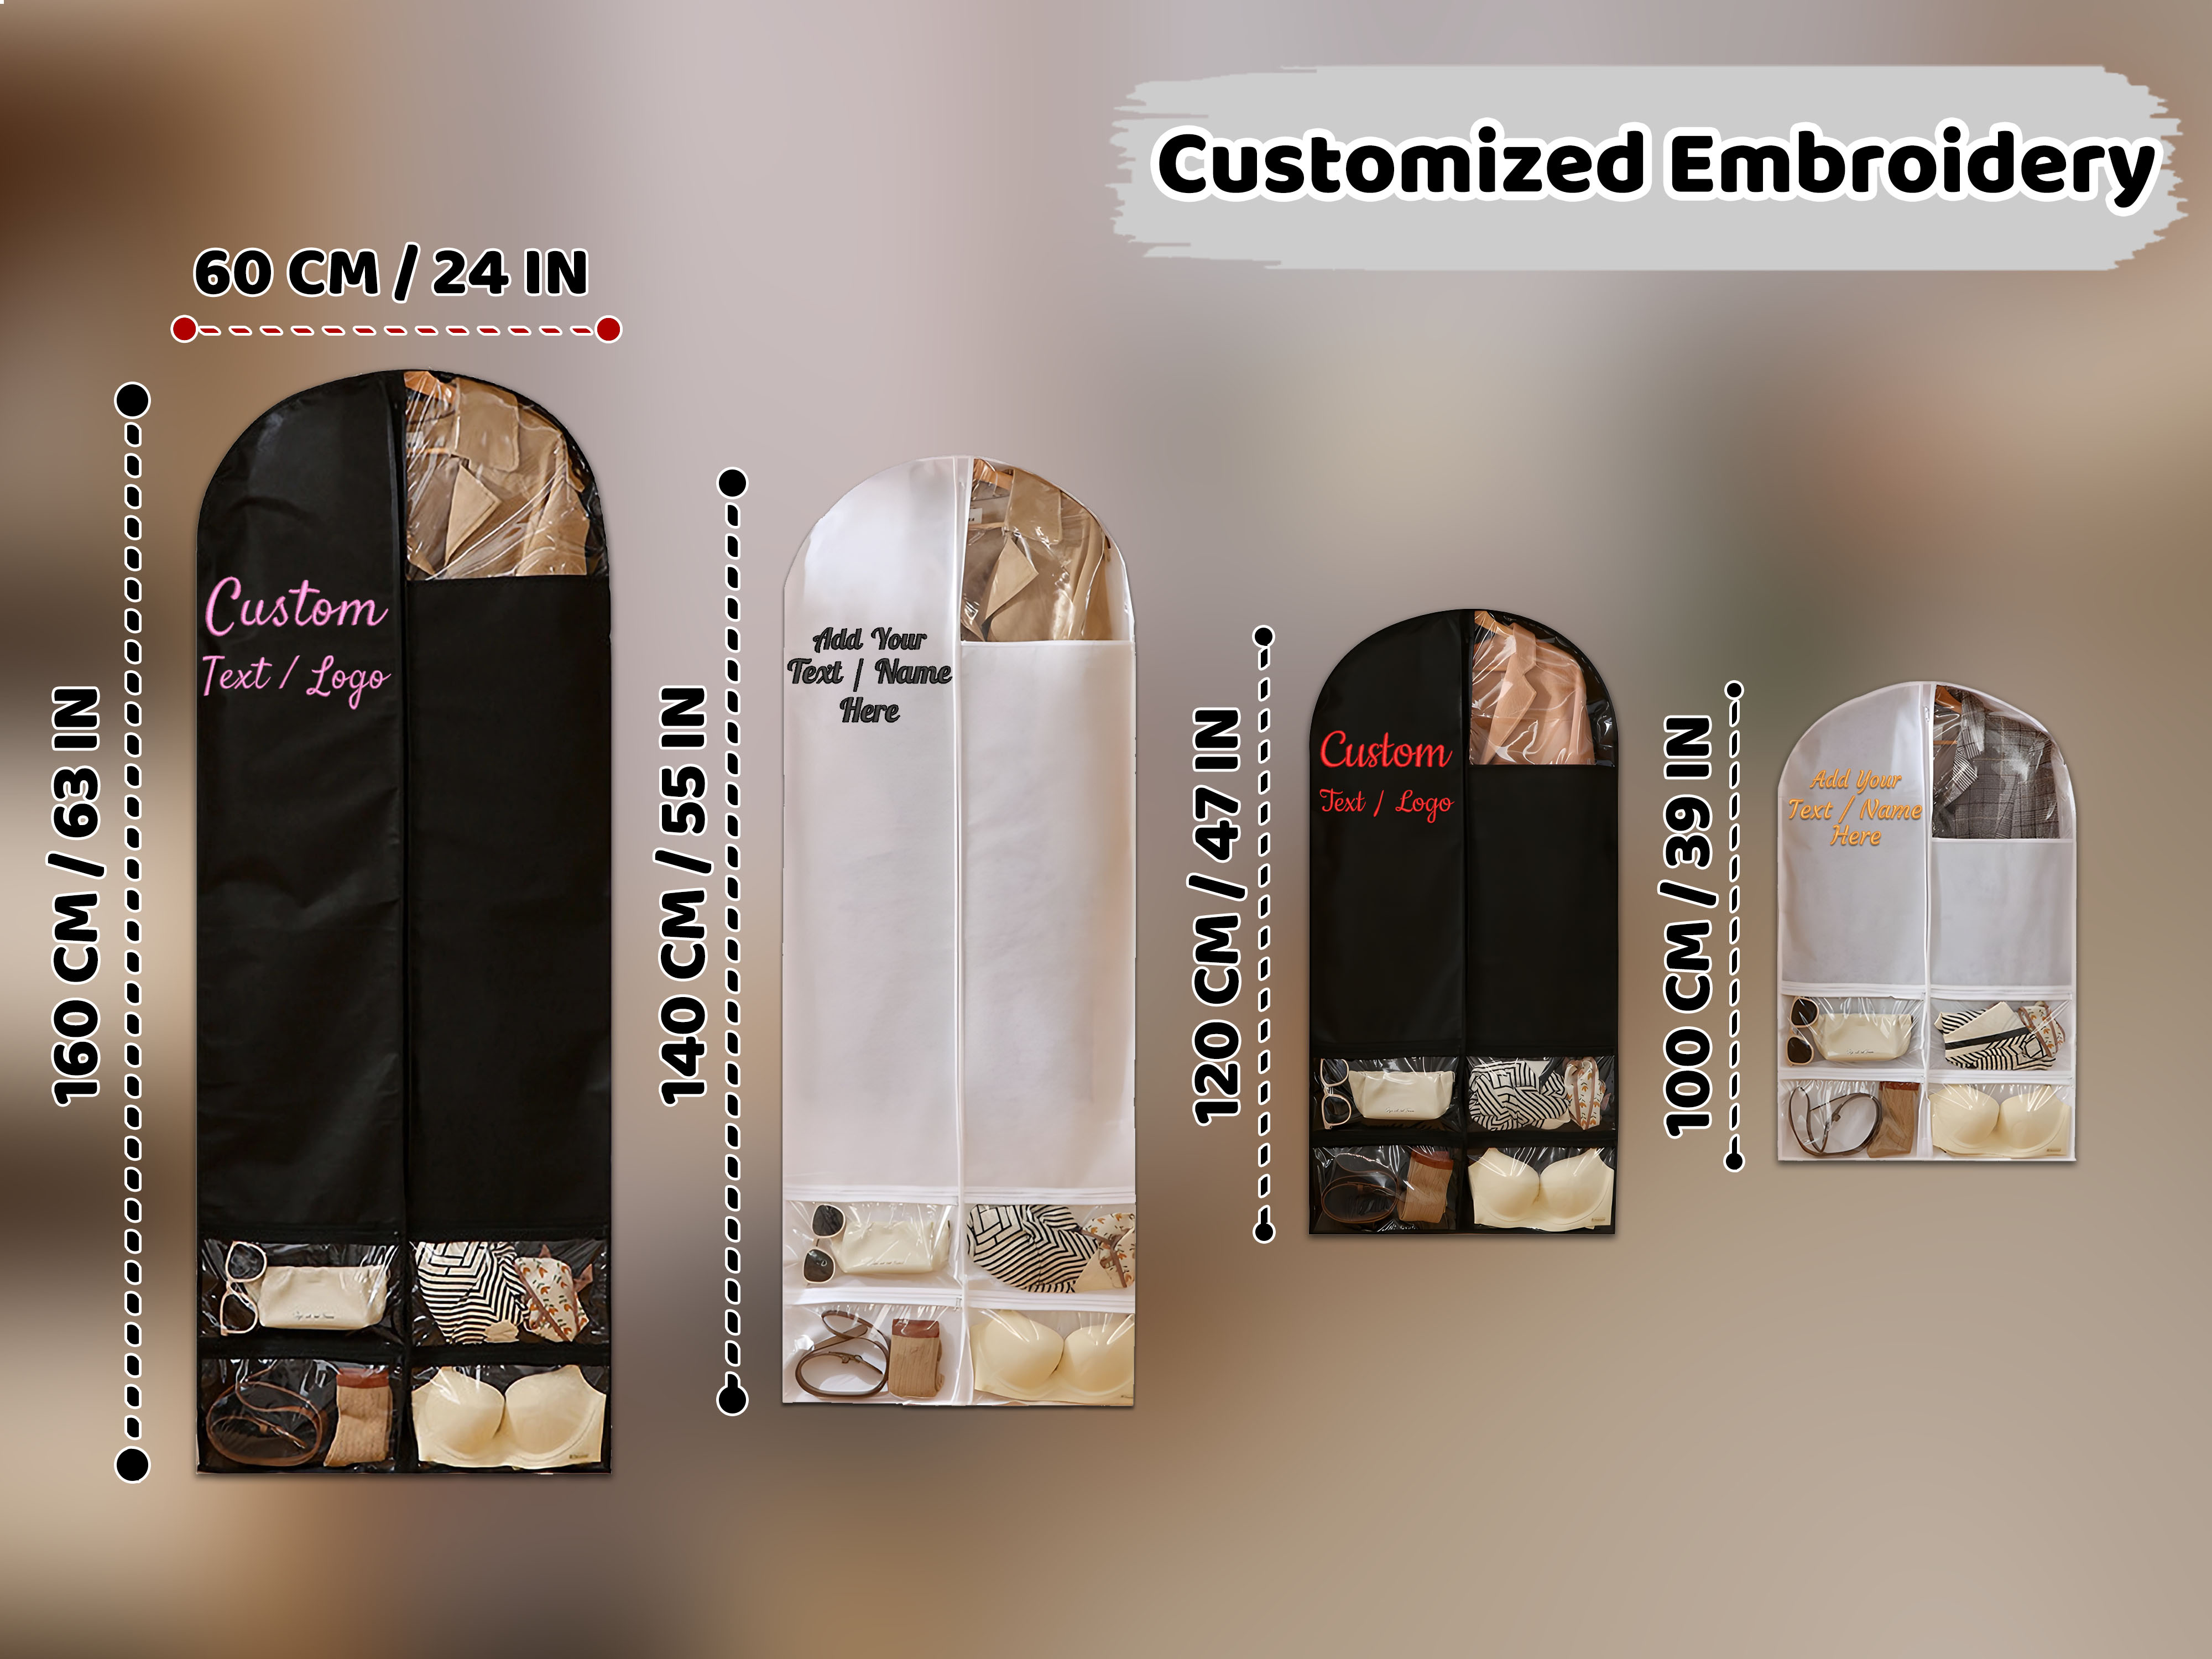 Customized Embroidery
60 CM / 24 IN
160 CM / 63 IN
Custom
Text / Logo
140 CM / 55 IN
Add Your
Text / Name
Here
120 CM / 47 IN
Custom
Text / Logo
100 CM / 39 IN
Add Your
Text / Name
Here